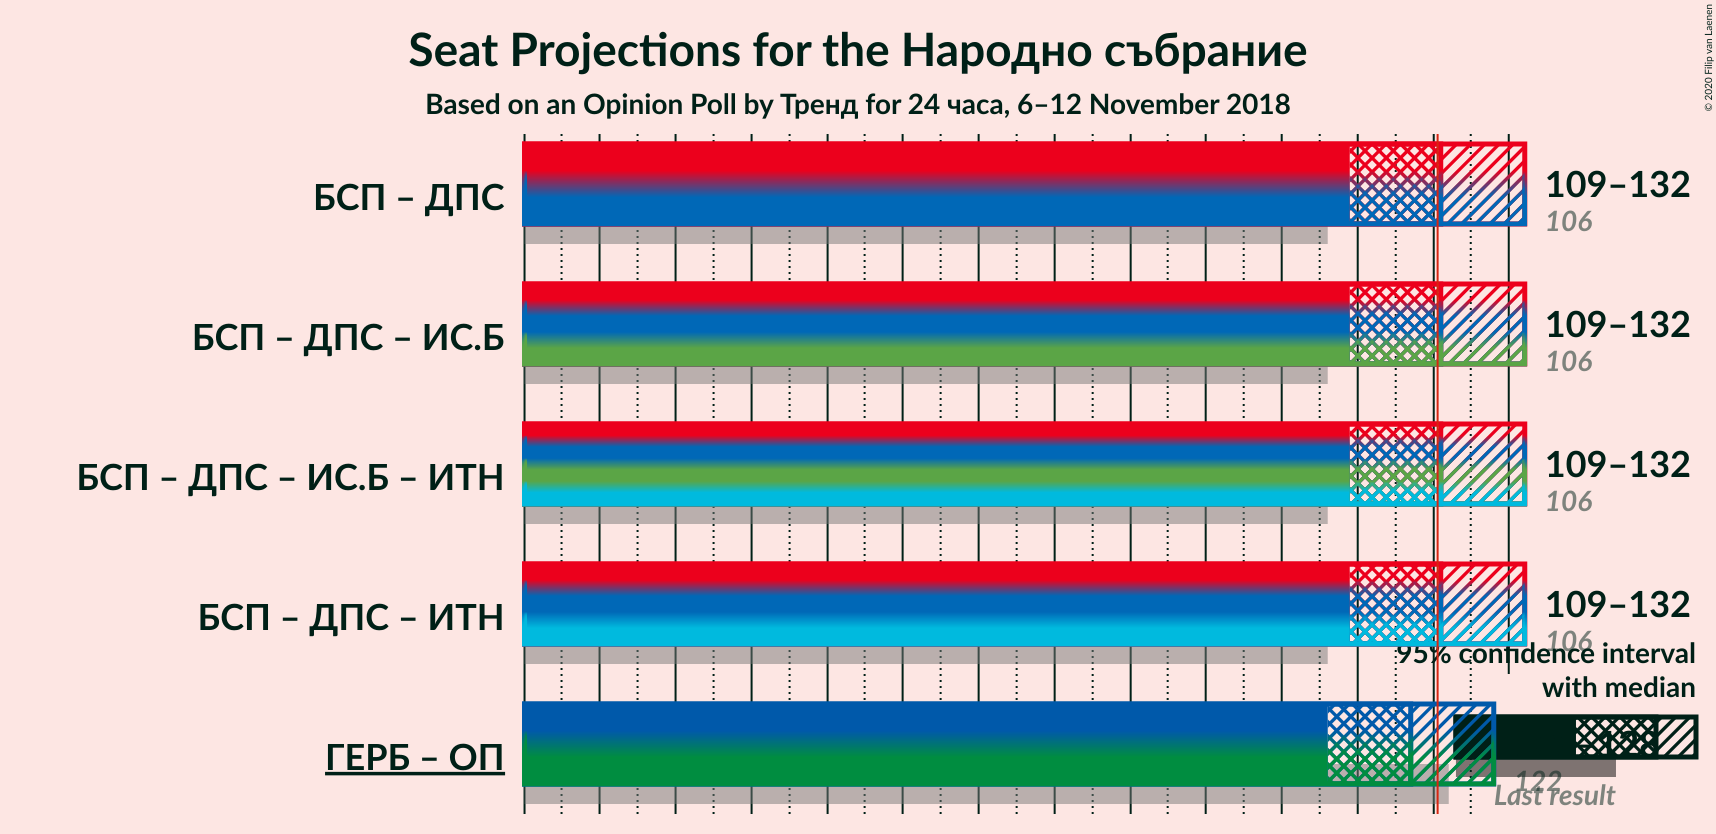 Seat Projections for the Народно събрание
Based on an Opinion Poll by Тренд for 24 часа, 6–12 November 2018
© 2020 Filip van Laenen
БСП – ДПС
109–132
106
БСП – ДПС – ИС.Б
109–132
106
БСП – ДПС – ИС.Б – ИТН
109–132
106
БСП – ДПС – ИТН
109–132
106
95% confidence interval
with median
ГЕРБ – ОП
122
Last result